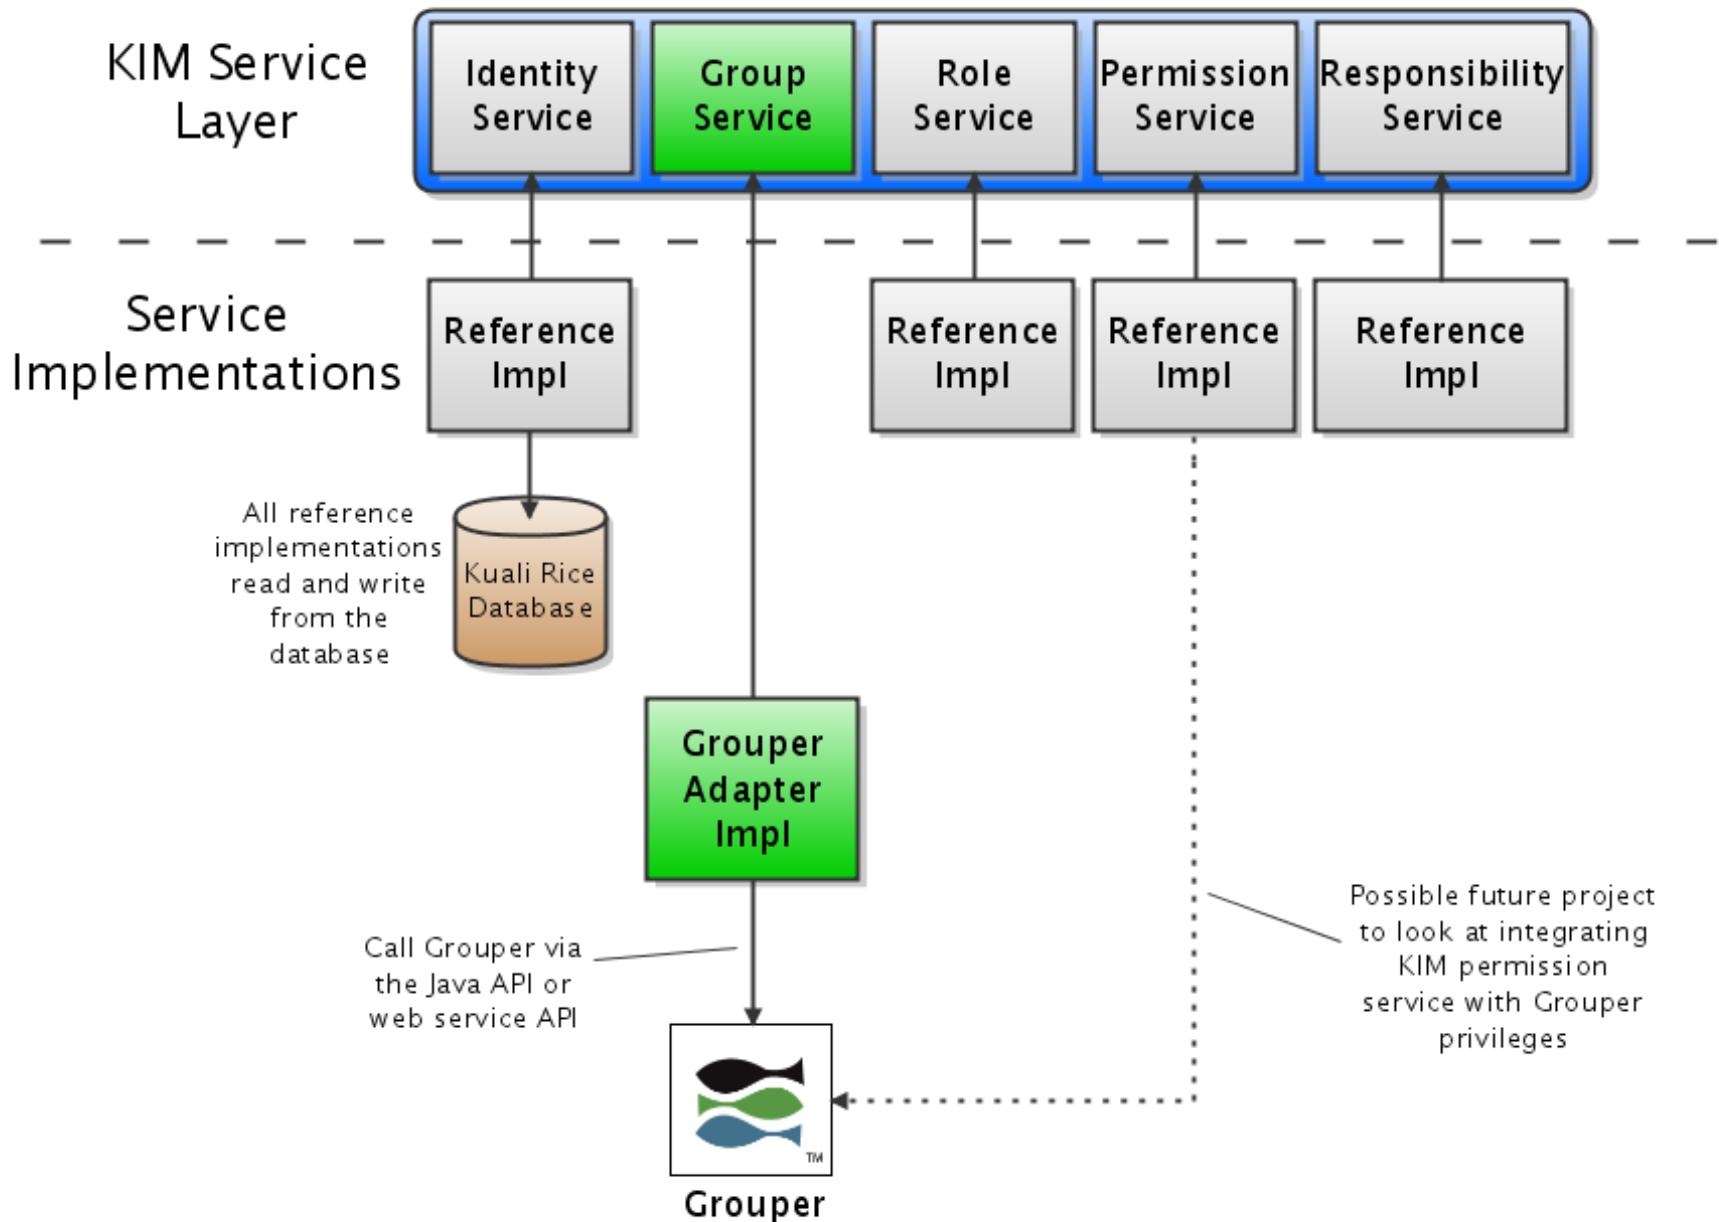 KIM Service
Layer
Identity
Service
Group
Service
Role
Service
Permission
Service
Responsibility
Service
Service
Implementations
Reference
Impl
Reference
Impl
Reference
Impl
Reference
Impl
All reference
implementations
read and write
from the
database
Kuali Rice
Database
Grouper
Adapter
Impl
Call Grouper via
the Java API or
web service API
Possible future project
to look at integrating
KIM permission
service with Grouper
privileges
TM
Grouper